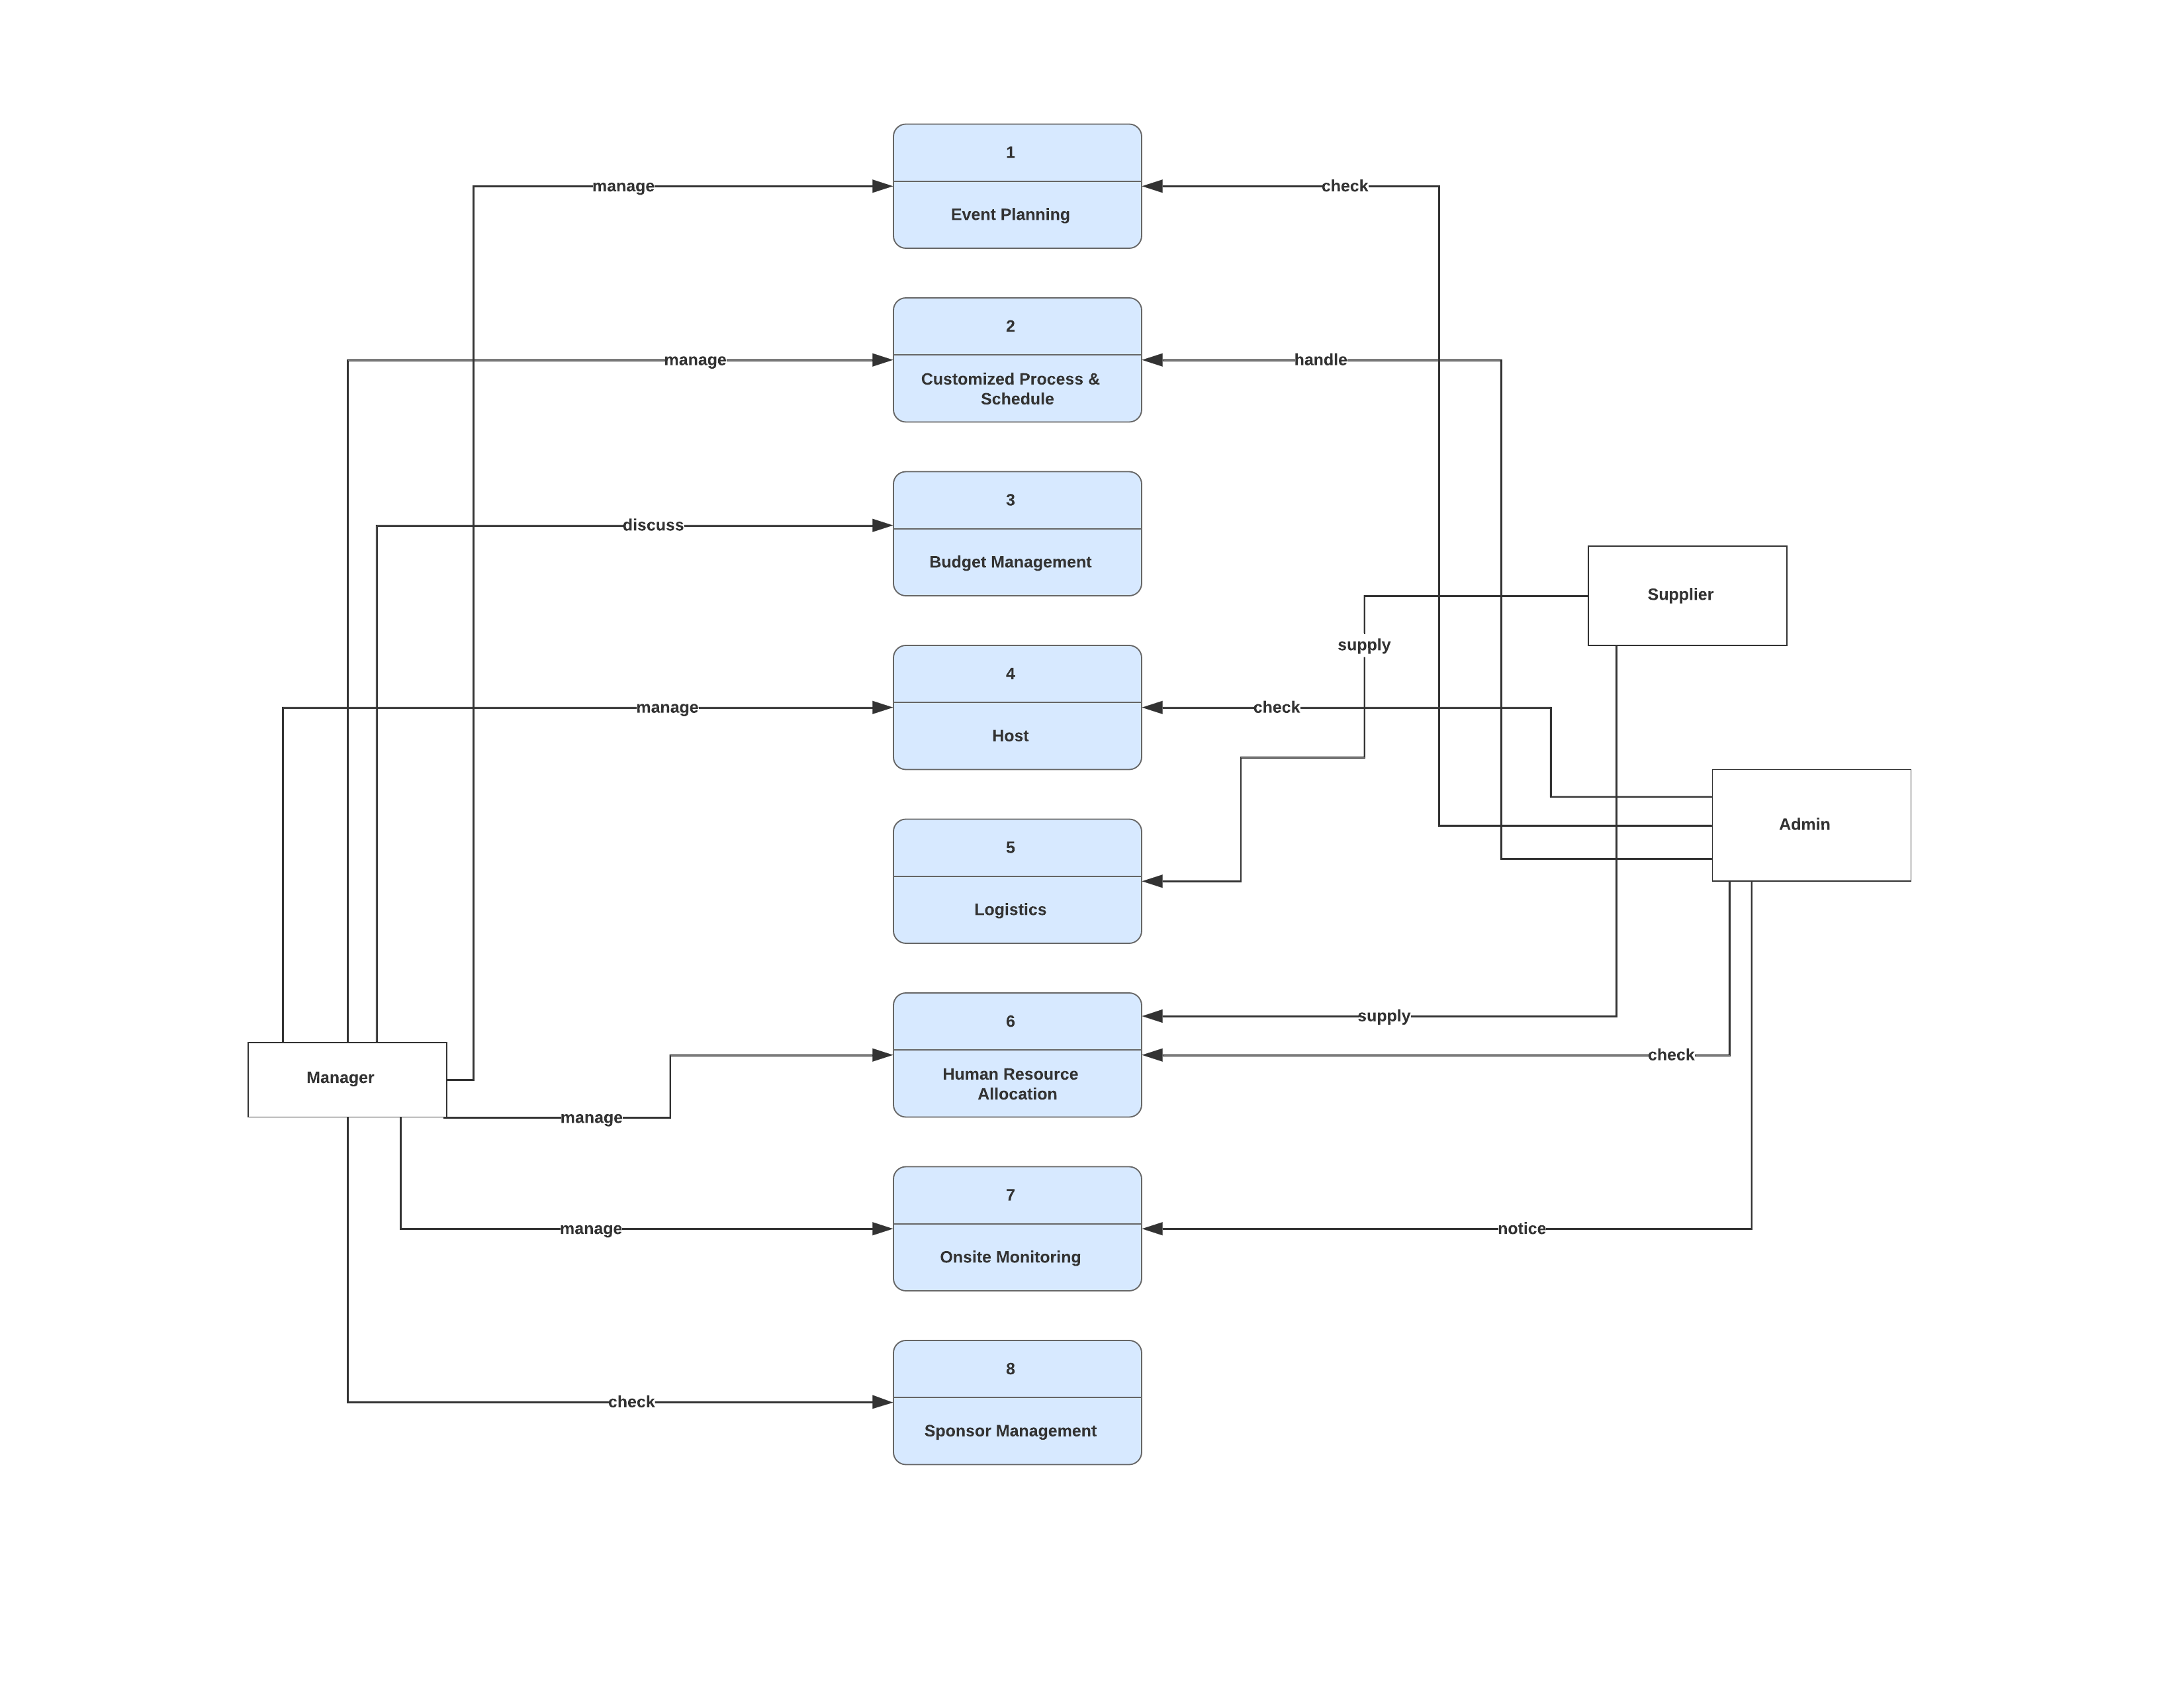 1
manage
check
Event Planning
2
manage
handle
Customized Process &
Schedule
3
discuss
Budget Management
Supplier
supply
4
manage
check
Host
Admin
5
Logistics
6
supply
check
Human Resource
Allocation
Manager
manage
7
manage
notice
Onsite Monitoring
8
check
Sponsor Management